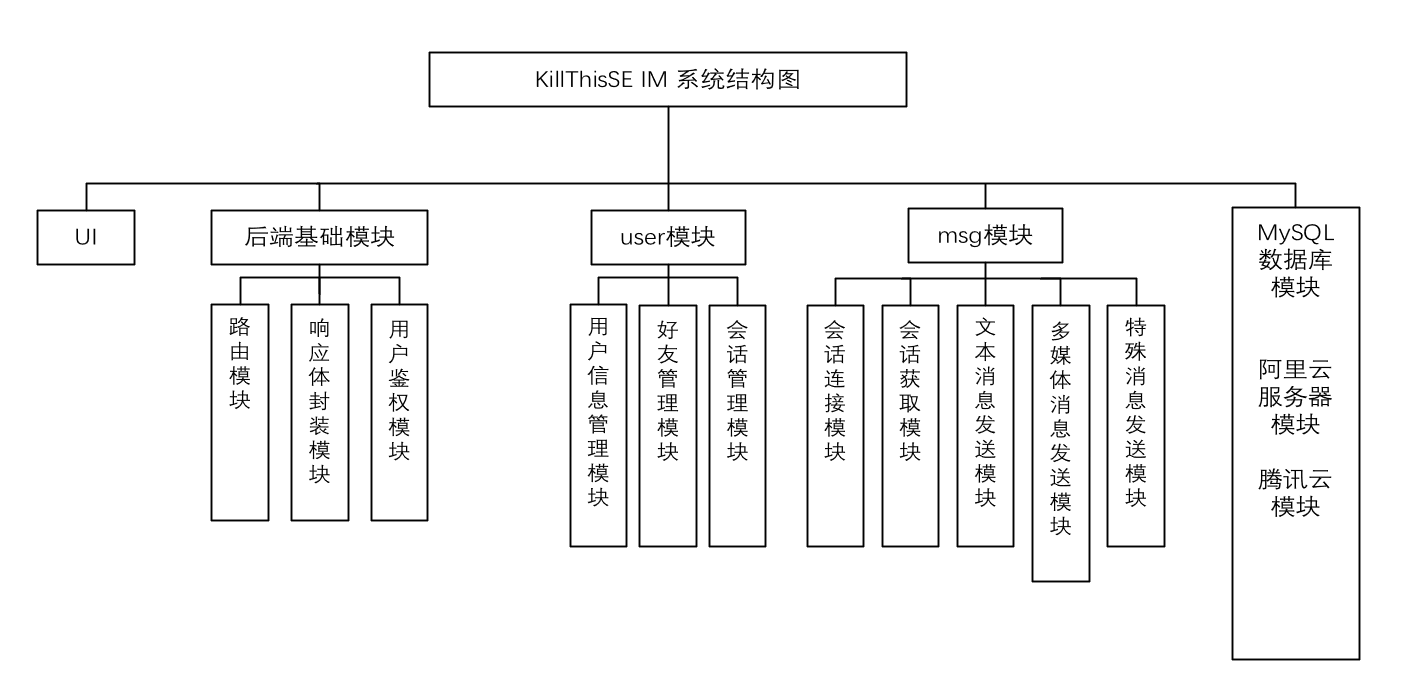 KillThisSE IM 系统结构图
UI
后端基础模块
user模块
msg模块
MySQL
数据库
模块
阿里云
服务器
模块
腾讯云
模块
路由模块
响应体封装模块
用户鉴权模块
用户信息管理模块
好友管理模块
会话管理模块
会话连接模块
会话获取模块
文本消息发送模块
多媒体消息发送模块
特殊消息发送模块